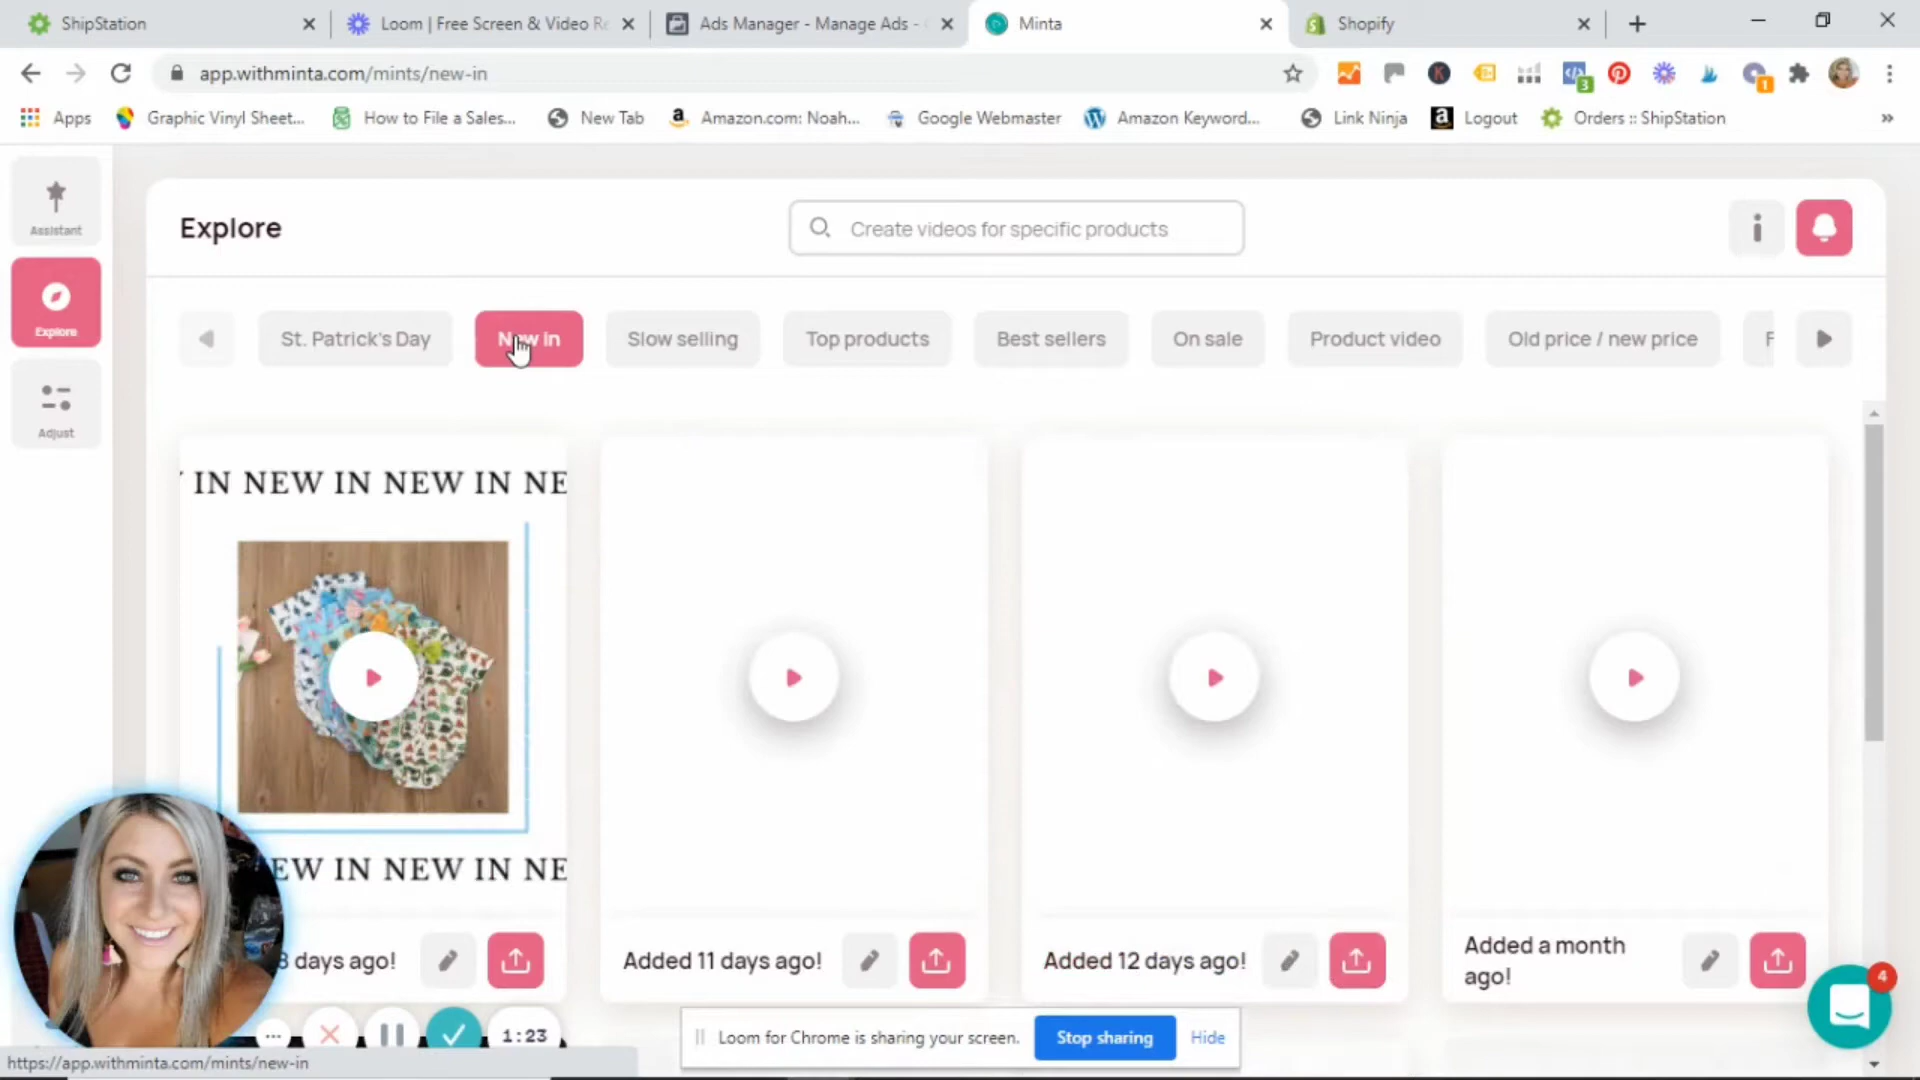 ShipStation
Loom | Free Screen & Video Re
Ads Manager - Manage Ads -
Minta
Shopify
app.withminta.com/mints/new-in
3
1
Apps
Graphic Vinyl Sheet...
How to File a Sales...
New Tab
Amazon.com: Noah...
Google Webmaster
Amazon Keyword...
Link Ninja
Logout
Orders :: ShipStation
»
Assistant
Explore
Adjust
Explore
Create videos for specific products
St. Patrick's Day
New in
Slow selling
Top products
Best sellers
On sale
Product video
Old price / new price
F
IN NEW IN NEW IN NE
EW IN NEW IN NE
8 days ago!
Added 11 days ago!
Added 12 days ago!
Added a month
ago!
4
1:23
Loom for Chrome is sharing your screen.
Stop sharing
Hide
https://app.withminta.com/mints/new-in